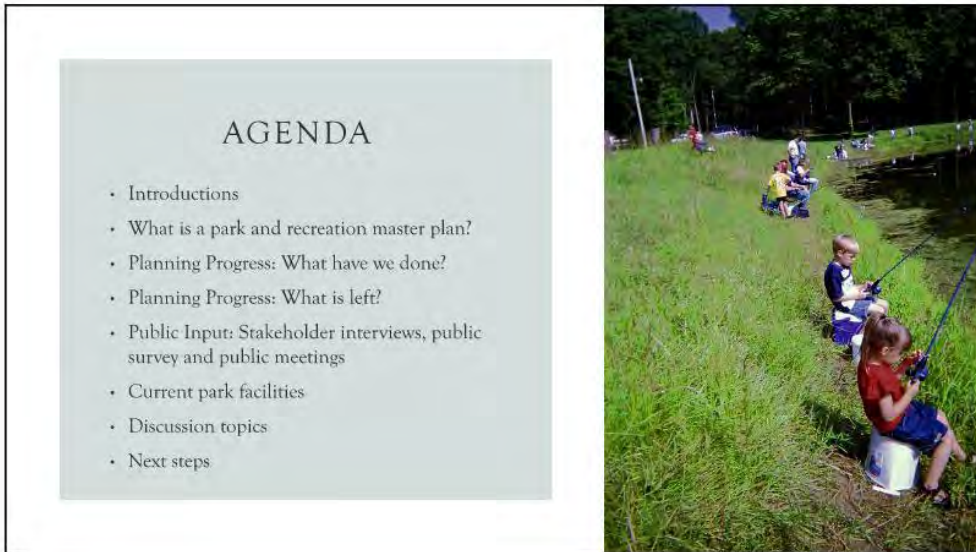 AGENDA
• Introductions
• What is a park and recreation master plan?
• Planning Progress: What have we done?
• Planning Progress: What is left?
• Public Input: Stakeholder interviews, public
survey and public meetings
• Current park facilities
• Discussion topics
• Next steps